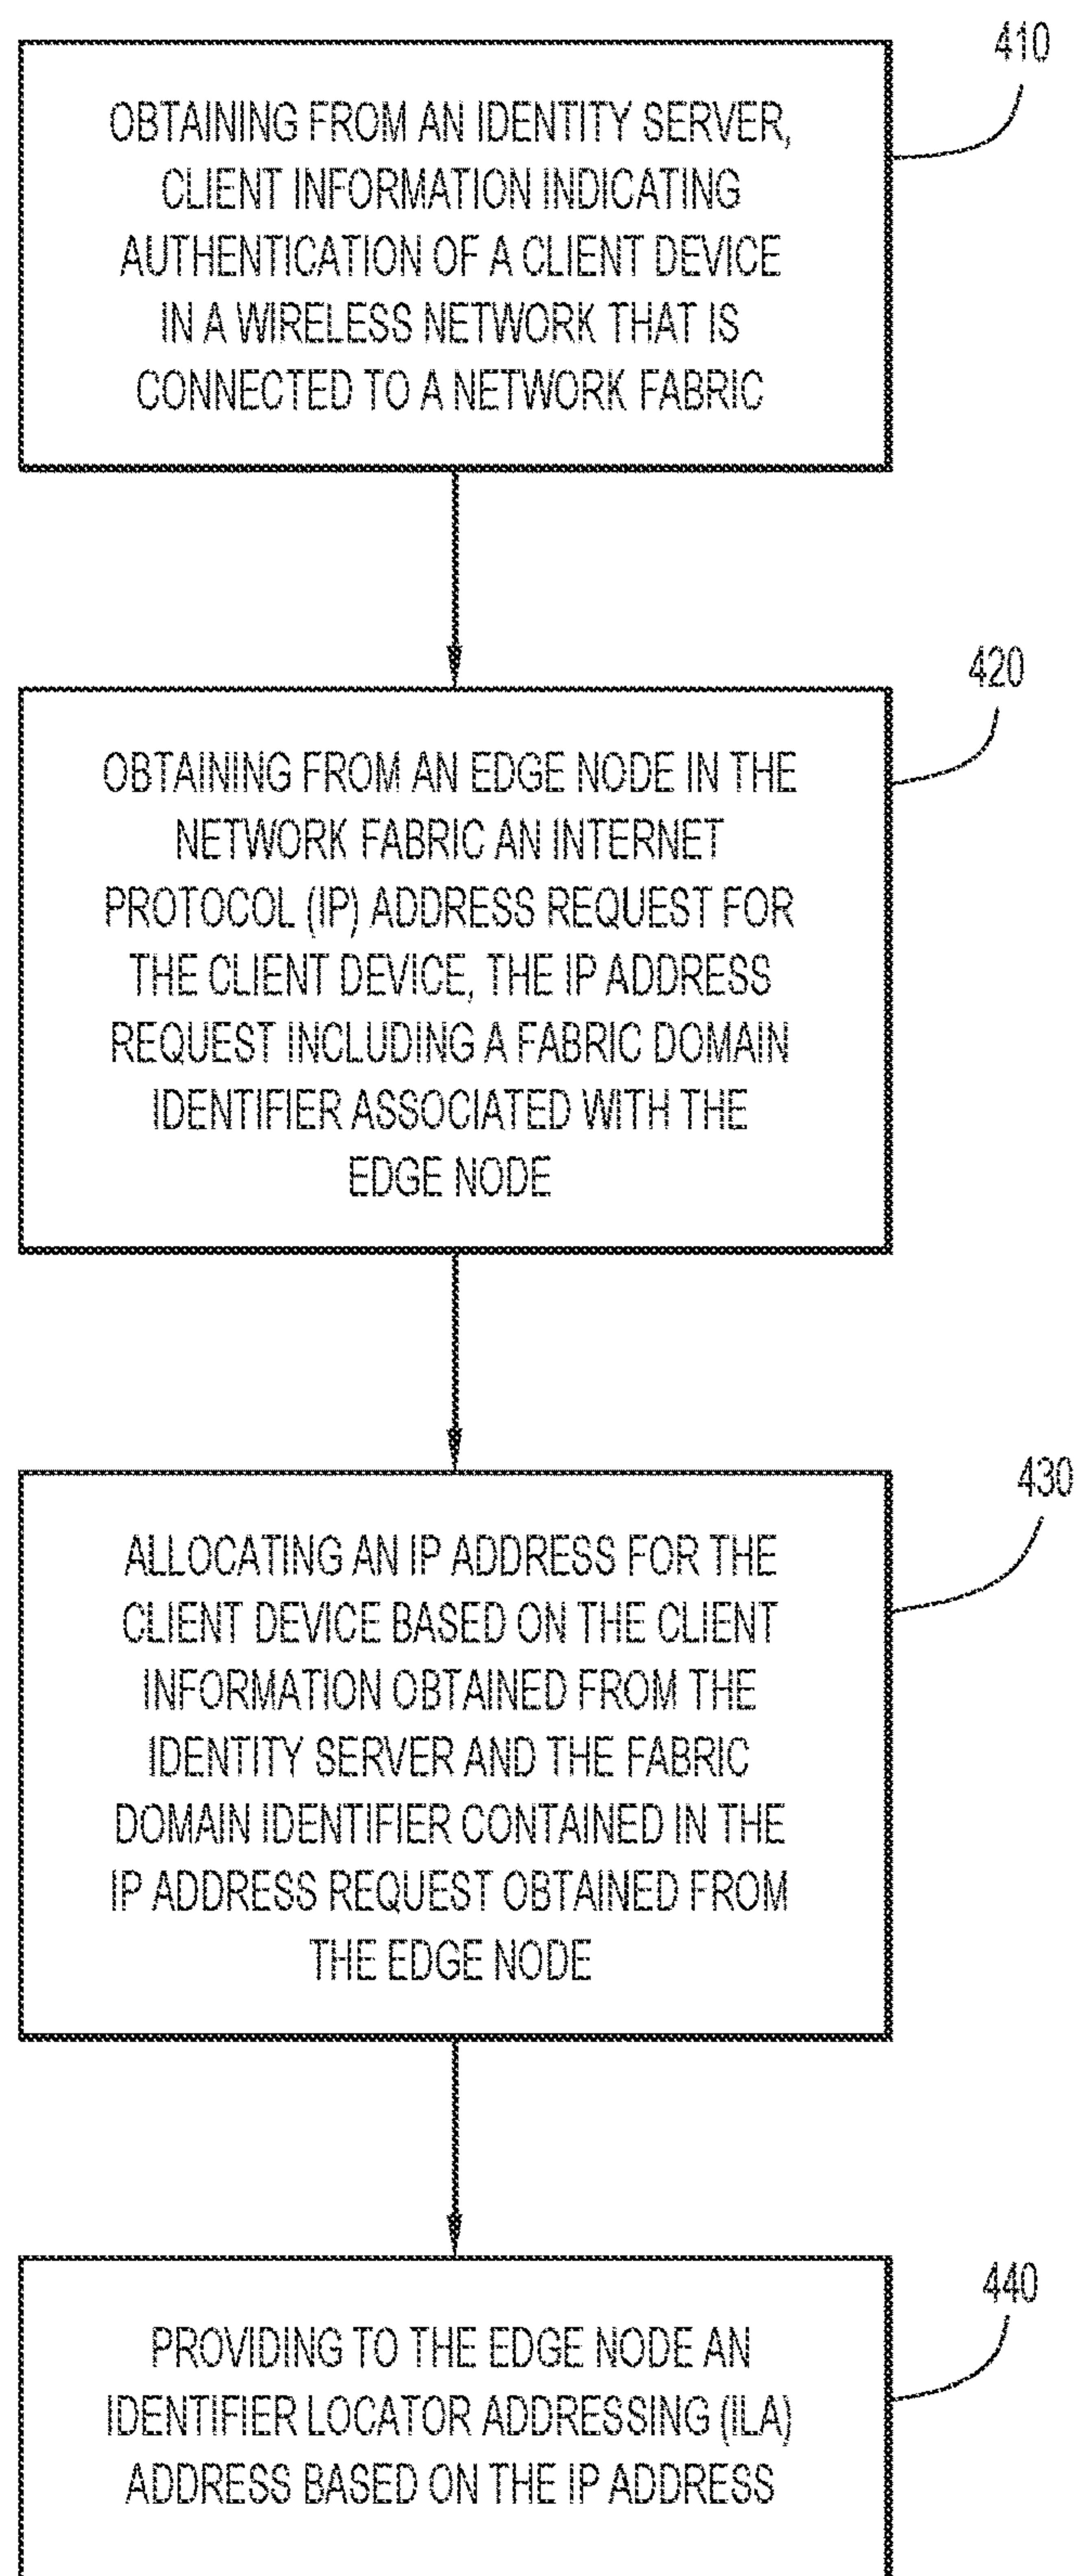 410
OBTAINING FROM AN IDENTITY SERVER,
CLIENT INFORMATION INDICATING
AUTHENTICATION OF A CLIENT DEVICE
IN A WIRELESS NETWORK THAT IS
CONNECTED TO A NETWORK FABRIC
420
OBTAINING FROM AN EDGE NODE IN THE
NETWORK FABRIC AN INTERNET
PROTOCOL (IP) ADDRESS REQUEST FOR
THE CLIENT DEVICE, THE IP ADDRESS
REQUEST INCLUDING A FABRIC DOMAIN
IDENTIFIER ASSOCIATED WITH THE
EDGE NODE
430
ALLOCATING AN IP ADDRESS FOR THE
CLIENT DEVICE BASED ON THE CLIENT
INFORMATION OBTAINED FROM THE
IDENTITY SERVER AND THE FABRIC
DOMAIN IDENTIFIER CONTAINED IN THE
IP ADDRESS REQUEST OBTAINED FROM
THE EDGE NODE
440
PROVIDING TO THE EDGE NODE AN
IDENTIFIER LOCATOR ADDRESSING (ILA)
ADDRESS BASED ON THE IP ADDRESS